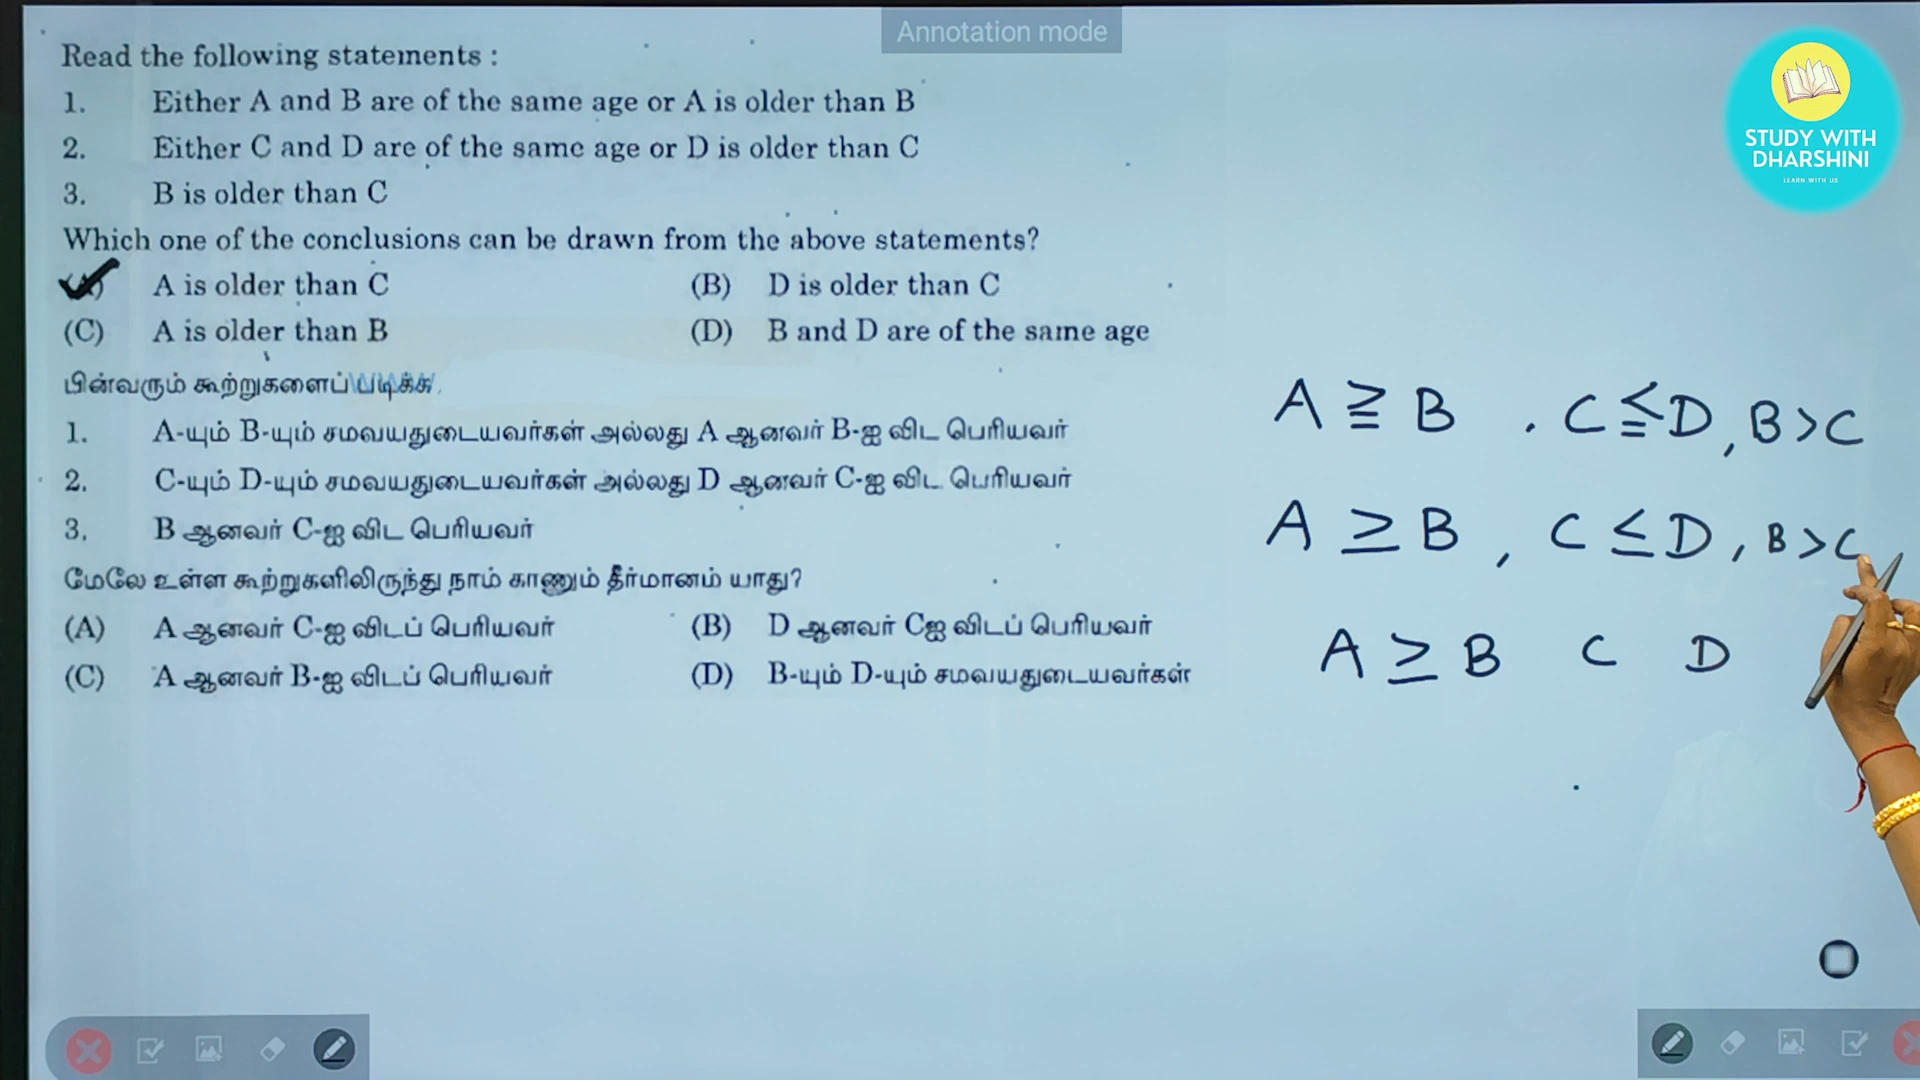 Annotation mode
STUDY WITH
DHARSHINI
LEARN WITH US
Read the following statements :
1. Either A and B are of the same age or A is older than B
2. Either C and D are of the same age or D is older than C
3. B is older than C
Which one of the conclusions can be drawn from the above statements?
(A) A is older than C (B) D is older than C
(C) A is older than B (D) B and D are of the same age
பின்வரும் கூற்றுகளைப் படிக்க.
1. A-யும் B-யும் சமவயதுடையவர்கள் அல்லது A ஆனவர் B-ஐ விட பெரியவர்
2. C-யும் D-யும் சமவயதுடையவர்கள் அல்லது D ஆனவர் C-ஐ விட பெரியவர்
3. B ஆனவர் C-ஐ விட பெரியவர்
மேலே உள்ள கூற்றுகளிலிருந்து நாம் காணும் தீர்மானம் யாது?
(A) A ஆனவர் C-ஐ விடப் பெரியவர் (B) D ஆனவர் Cஐ விடப் பெரியவர்
(C) A ஆனவர் B-ஐ விடப் பெரியவர் (D) B-யும் D-யும் சமவயதுடையவர்கள்
A ≧ B , C ≦ D, B > C
A ≥ B , C ≤ D, B > C
A ≥ B C D